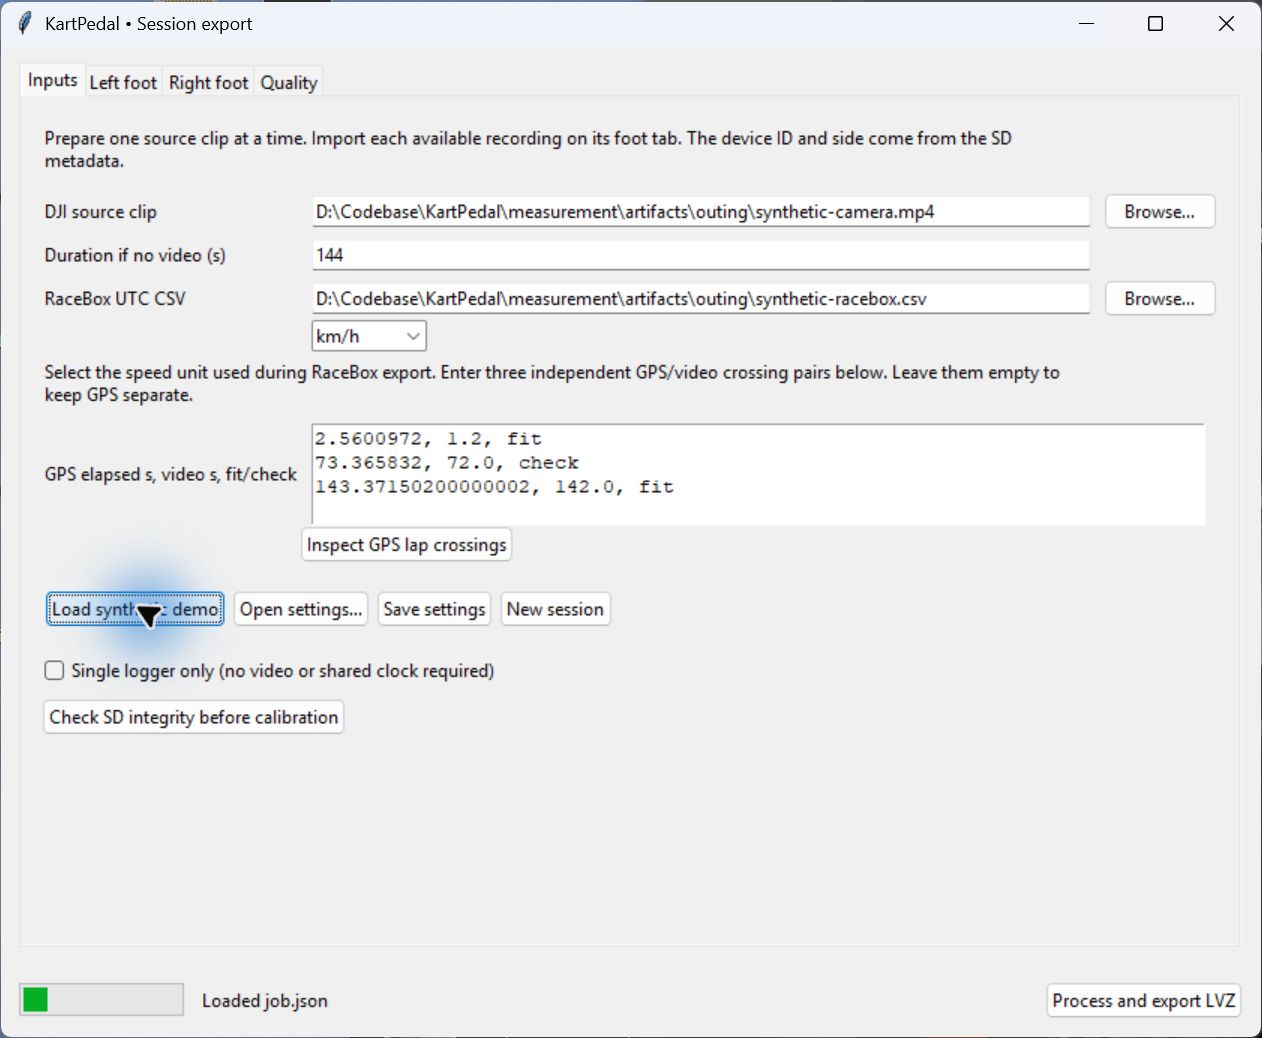 KartPedal • Session export
Inputs
Left foot
Right foot
Quality
Prepare one source clip at a time. Import each available recording on its foot tab. The device ID and side come from the SD
metadata.
DJI source clip
D:\Codebase\KartPedal\measurement\artifacts\outing\synthetic-camera.mp4
Browse...
Duration if no video (s)
144
RaceBox UTC CSV
D:\Codebase\KartPedal\measurement\artifacts\outing\synthetic-racebox.csv
Browse...
km/h
Select the speed unit used during RaceBox export. Enter three independent GPS/video crossing pairs below. Leave them empty to
keep GPS separate.
GPS elapsed s, video s, fit/check
2.5600972, 1.2, fit
73.365832, 72.0, check
143.37150200000002, 142.0, fit
Inspect GPS lap crossings
Load synthetic demo
Open settings...
Save settings
New session
Single logger only (no video or shared clock required)
Check SD integrity before calibration
Loaded job.json
Process and export LVZ